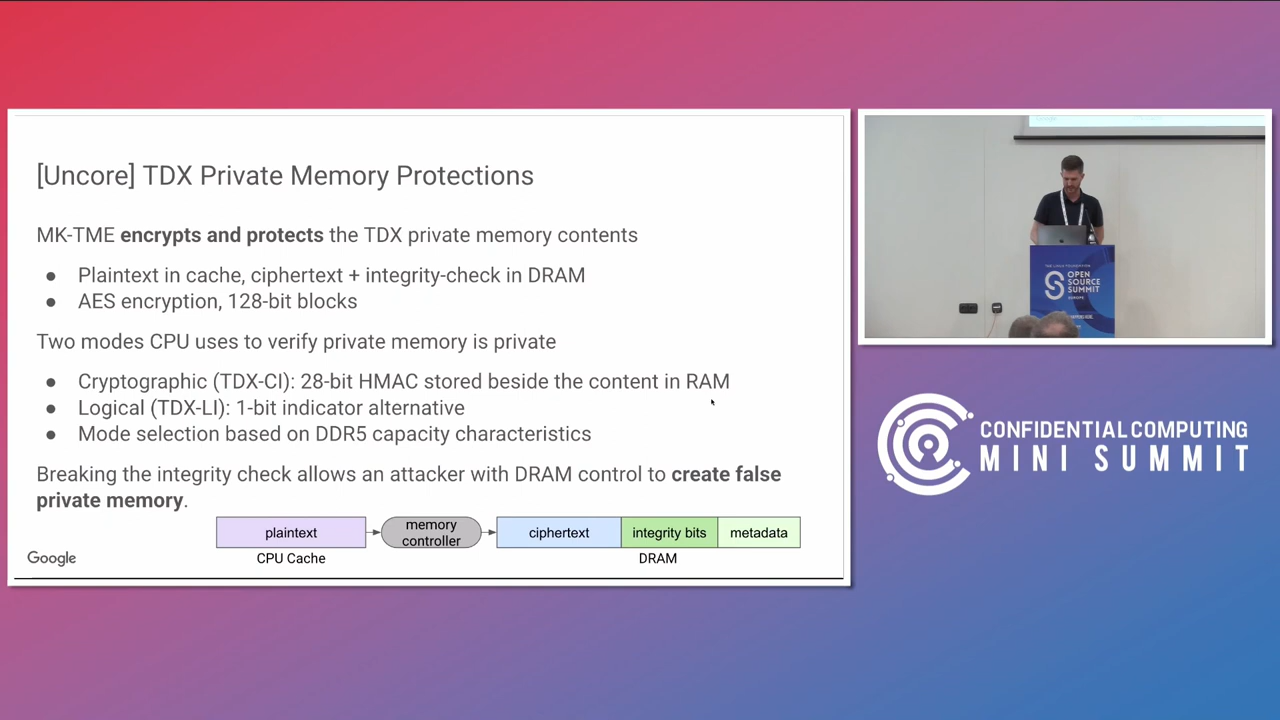 [Uncore] TDX Private Memory Protections
MK-TME encrypts and protects the TDX private memory contents
● Plaintext in cache, ciphertext + integrity-check in DRAM
● AES encryption, 128-bit blocks
Two modes CPU uses to verify private memory is private
● Cryptographic (TDX-CI): 28-bit HMAC stored beside the content in RAM
● Logical (TDX-LI): 1-bit indicator alternative
● Mode selection based on DDR5 capacity characteristics
Breaking the integrity check allows an attacker with DRAM control to create false
private memory.
plaintext
memory
controller
ciphertext
integrity bits
metadata
CPU Cache
DRAM
Google
THE LINUX FOUNDATION
OPEN
SOURCE
SUMMIT
EUROPE
CONFIDENTIAL COMPUTING
MINI SUMMIT